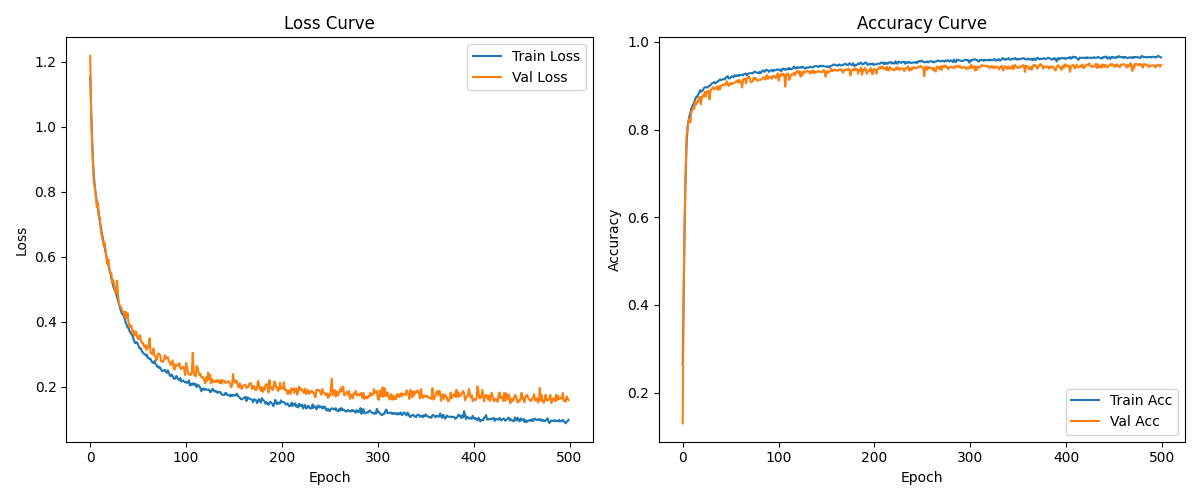 Loss Curve
Train Loss
Val Loss
1.2
1.0
0.8
0.6
0.4
0.2
Loss
0
100
200
300
400
500
Epoch
Accuracy Curve
1.0
0.8
0.6
0.4
0.2
Accuracy
Train Acc
Val Acc
0
100
200
300
400
500
Epoch